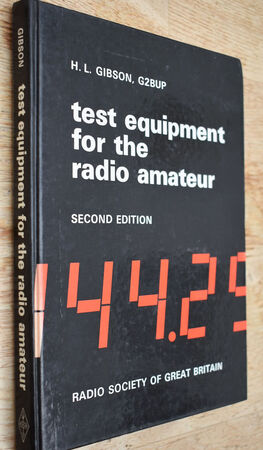 GIBSON
test equipment for the radio amateur
H. L. GIBSON, G2BUP
test equipment
for the
radio amateur
SECOND EDITION
144.25
RADIO SOCIETY OF GREAT BRITAIN